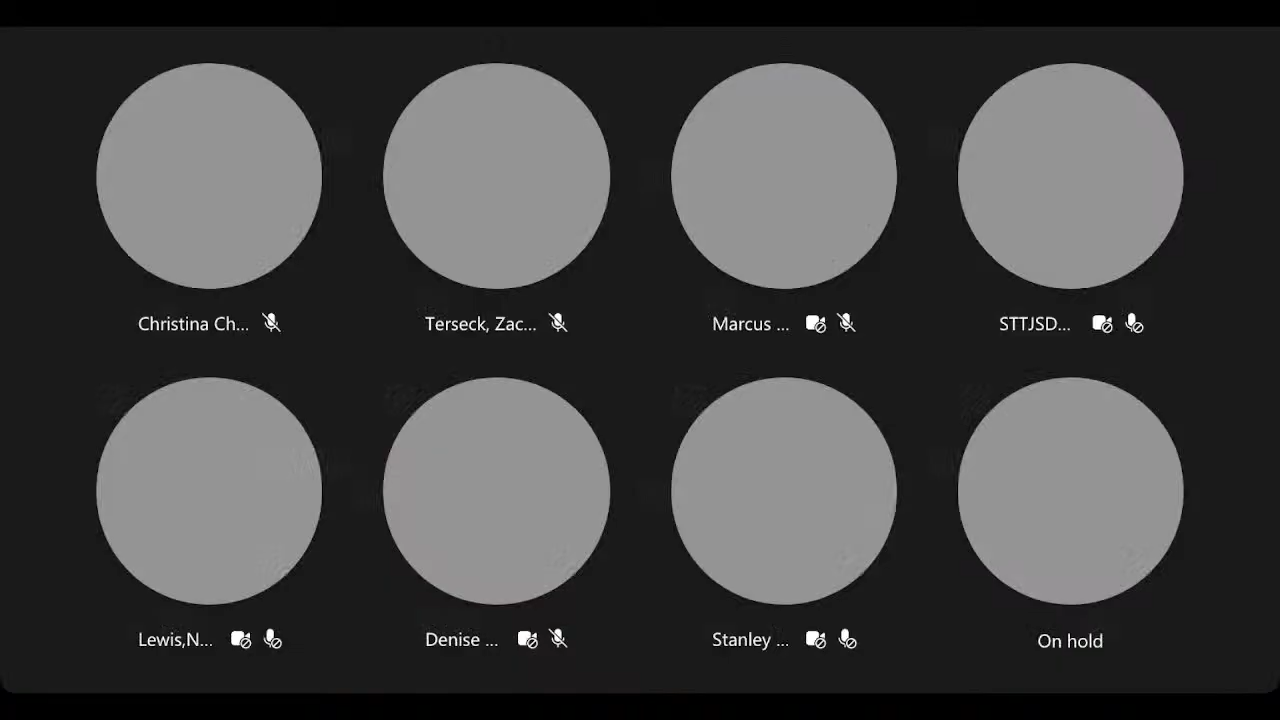 Christina Ch...
Terseck, Zac...
Marcus ...
STTJSD...
Lewis,N...
Denise ...
Stanley ...
On hold